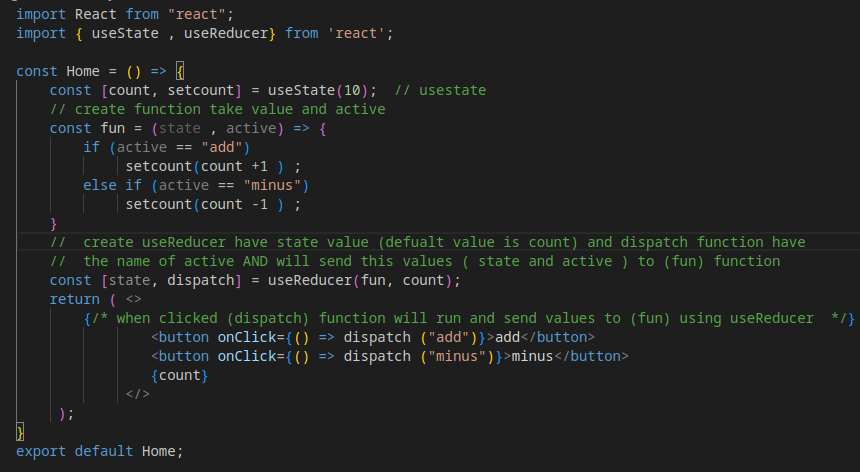 import React from "react";
import { useState , useReducer} from 'react';
const Home = () => {
const [count, setcount] = useState(10);  // usestate
// create function take value and active
const fun = (state , active) => {
if (active == "add")
setcount(count +1 ) ;
else if (active == "minus")
setcount(count -1 ) ;
}
//  create useReducer have state value (defualt value is count) and dispatch function have
//  the name of active AND will send this values ( state and active ) to (fun) function
const [state, dispatch] = useReducer(fun, count);
return ( <>
{/* when clicked (dispatch) function will run and send values to (fun) using useReducer  */}
<button onClick={() => dispatch ("add")}>add</button>
<button onClick={() => dispatch ("minus")}>minus</button>
{count}
</>
);
}
export default Home;